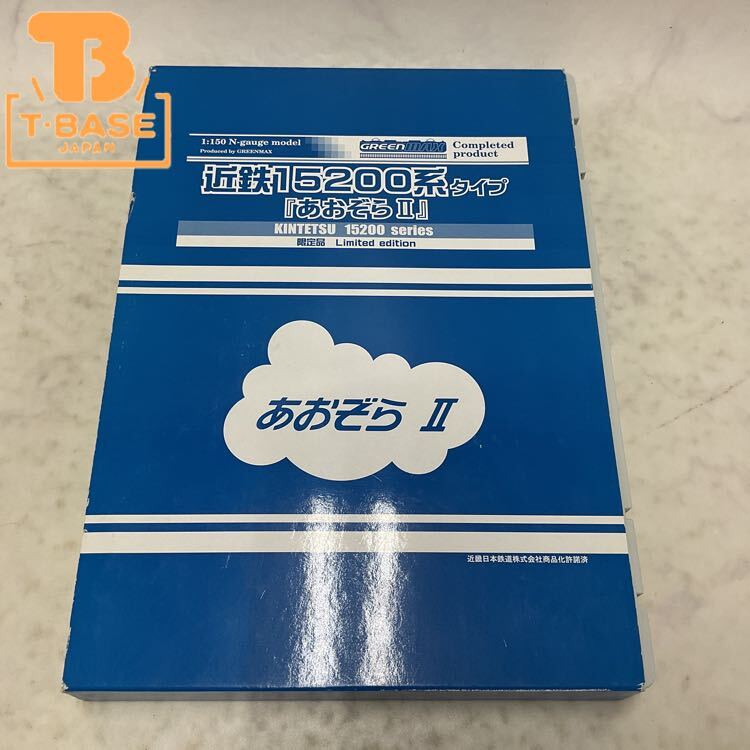 T·BASE
JAPAN
1:150 N-gauge model
Produced by GREENMAX
GREENMAX
Completed
product
近鉄15200系タイプ
『あおぞらⅡ』
KINTETSU 15200 series
限定品 Limited edition
あおぞら Ⅱ
近畿日本鉄道株式会社商品化許諾済